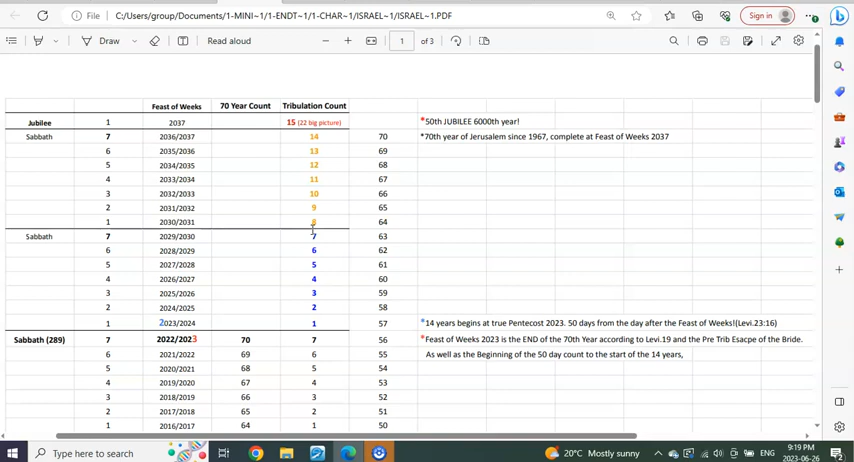 File
C:/Users/group/Documents/1-MINI~1/1-ENDT~1/1-CHAR~1/ISRAEL~1/ISRAEL~1.PDF
Sign in
Draw
Read aloud
1
of 3
Feast of Weeks 70 Year Count Tribulation Count
Jubilee 1 2037 15 (22 big picture) *50th JUBILEE 6000th year!
Sabbath 7 2036/2037 14 70 *70th year of Jerusalem since 1967, complete at Feast of Weeks 2037
6 2035/2036 13 69
5 2034/2035 12 68
4 2033/2034 11 67
3 2032/2033 10 66
2 2031/2032 9 65
1 2030/2031 8 64
Sabbath 7 2029/2030 7 63
6 2028/2029 6 62
5 2027/2028 5 61
4 2026/2027 4 60
3 2025/2026 3 59
2 2024/2025 2 58
1 2023/2024 1 57 *14 years begins at true Pentecost 2023. 50 days from the day after the Feast of Weeks!(Levi.23:16)
Sabbath (289) 7 2022/2023 70 7 56 *Feast of Weeks 2023 is the END of the 70th Year according to Levi.19 and the Pre Trib Esacpe of the Bride.
6 2021/2022 69 6 55 As well as the Beginning of the 50 day count to the start of the 14 years,
5 2020/2021 68 5 54
4 2019/2020 67 4 53
3 2018/2019 66 3 52
2 2017/2018 65 2 51
1 2016/2017 64 1 50
Type here to search
20°C Mostly sunny
ENG
9:19 PM
2023-06-26
2